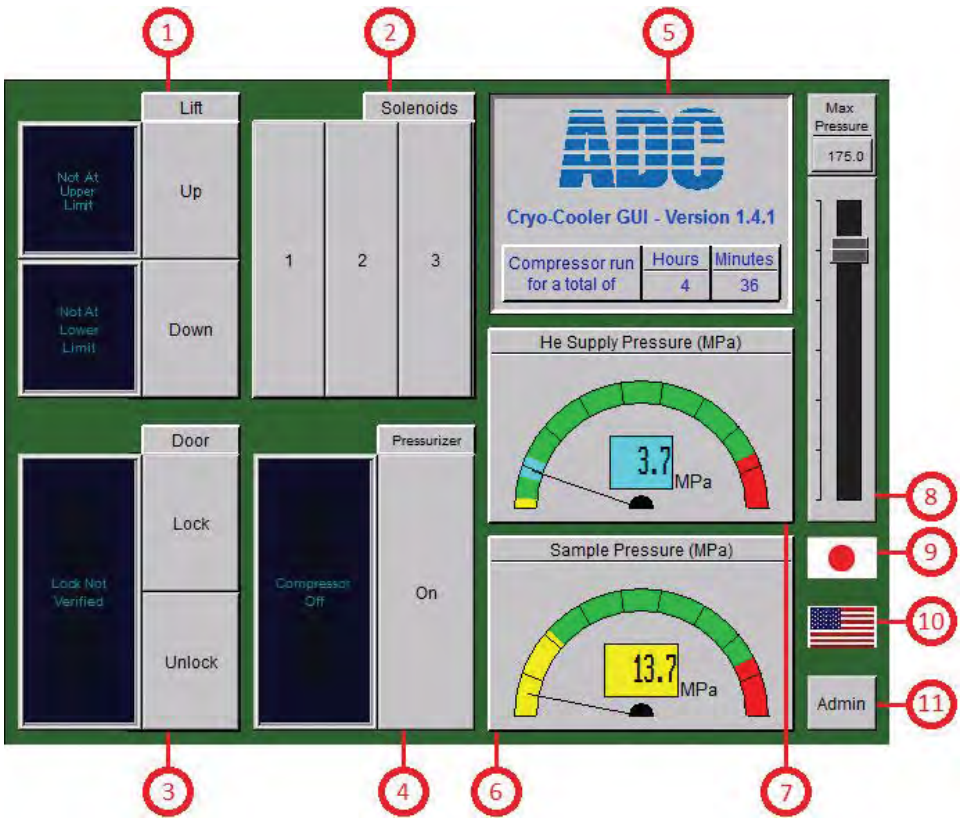 1
2
5
Lift
Not At
Upper
Limit
Up
Not At
Lower
Limit
Down
Solenoids
1
2
3
ADC
Cryo-Cooler GUI - Version 1.4.1
Compressor run
for a total of
Hours
4
Minutes
36
Max
Pressure
175.0
He Supply Pressure (MPa)
3.7
MPa
Door
Lock Not
Verified
Lock
Unlock
Pressurizer
Compressor
Off
On
Sample Pressure (MPa)
13.7
MPa
8
9
10
Admin
11
3
4
6
7